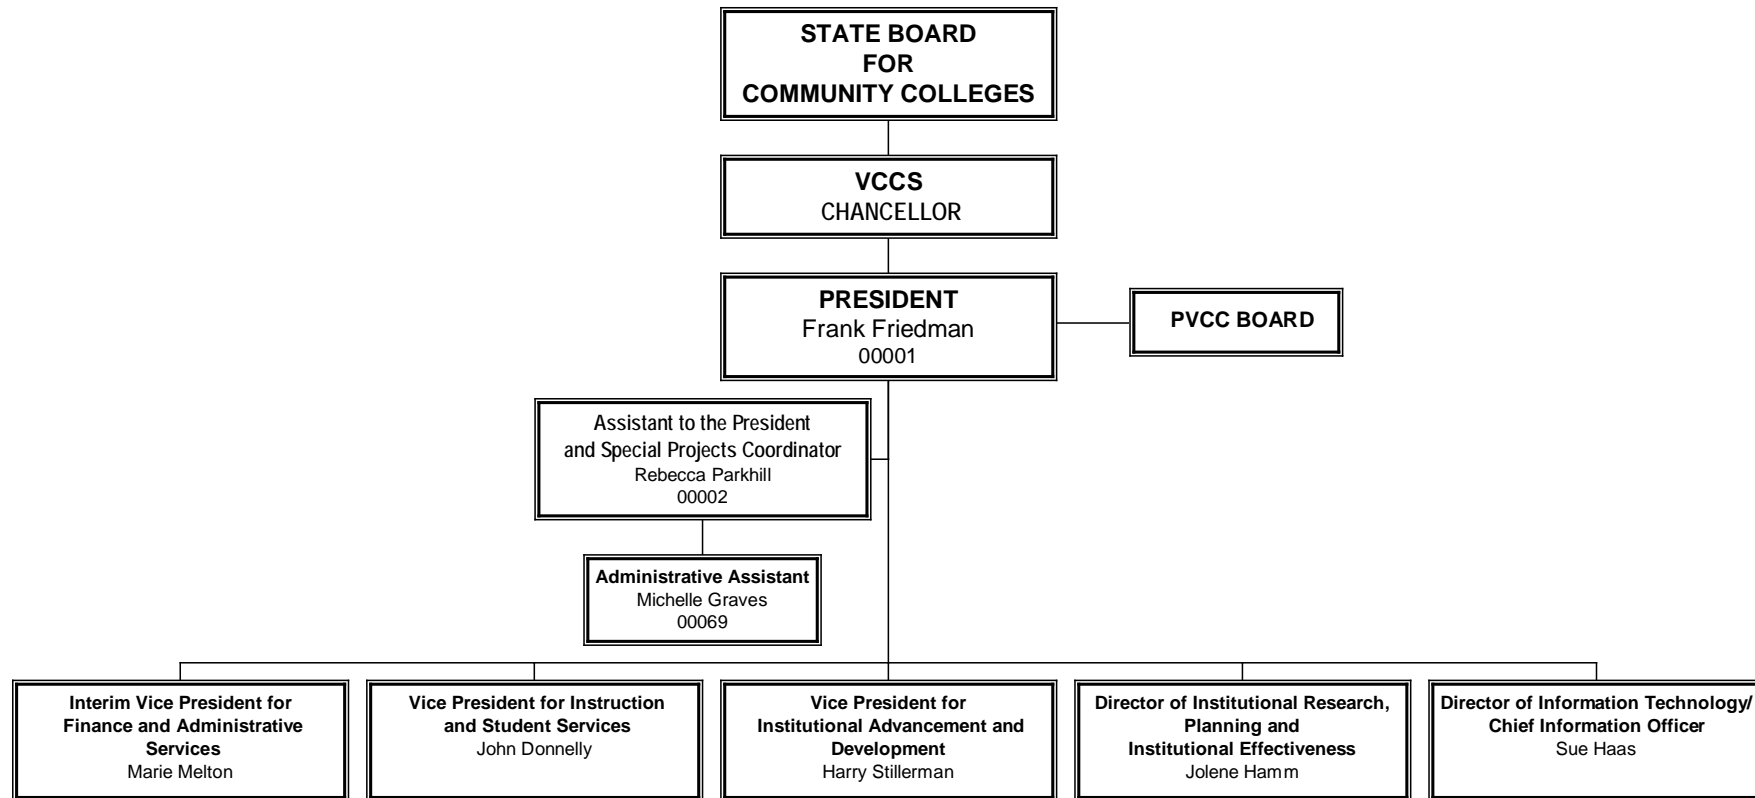 STATE BOARD
FOR
COMMUNITY COLLEGES
VCCS
CHANCELLOR
PRESIDENT
Frank Friedman
00001
PVCC BOARD
Assistant to the President
and Special Projects Coordinator
Rebecca Parkhill
00002
Administrative Assistant
Michelle Graves
00069
Interim Vice President for
Finance and Administrative
Services
Marie Melton
Vice President for Instruction
and Student Services
John Donnelly
Vice President for
Institutional Advancement and
Development
Harry Stillerman
Director of Institutional Research,
Planning and
Institutional Effectiveness
Jolene Hamm
Director of Information Technology/
Chief Information Officer
Sue Haas